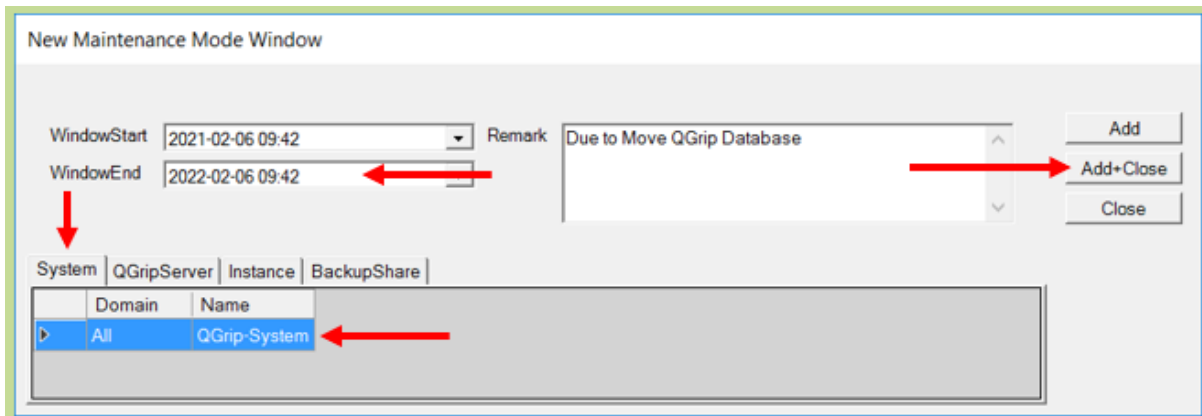 New Maintenance Mode Window
WindowStart 2021-02-06 09:42 Remark Due to Move QGrip Database Add
WindowEnd 2022-02-06 09:42 Add+Close
Close
System QGripServer Instance BackupShare
Domain Name
All QGrip-System